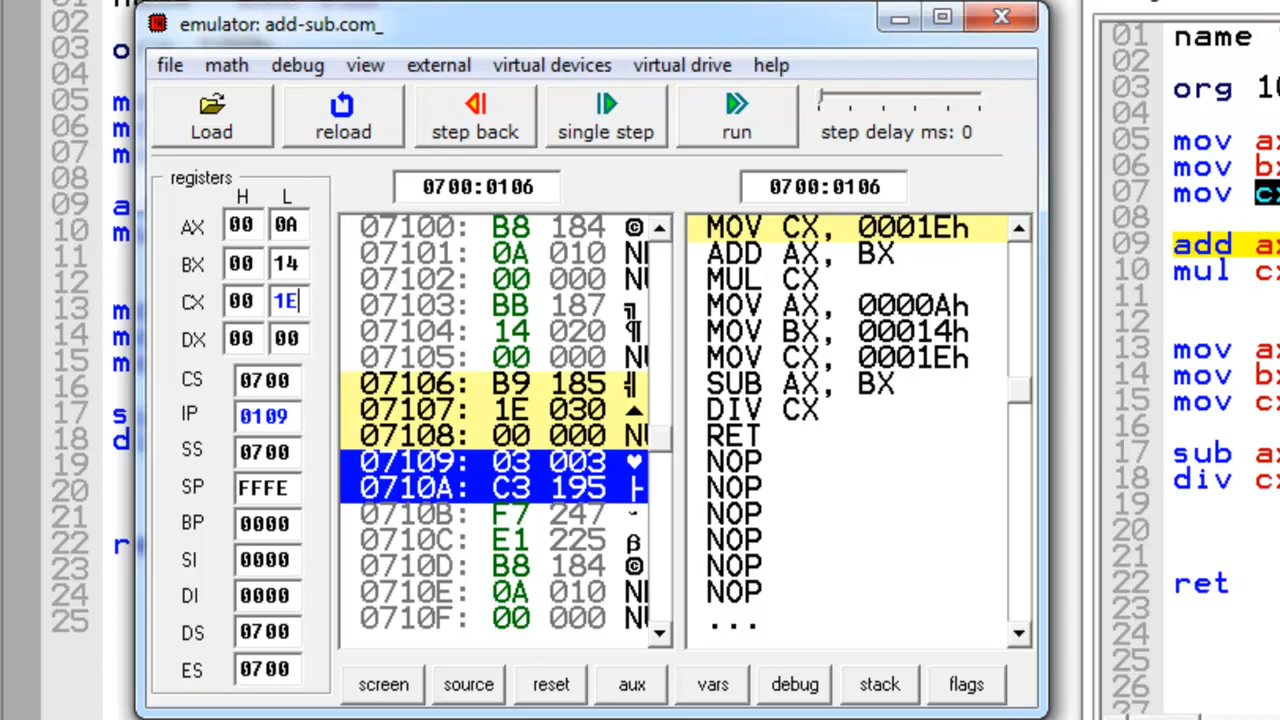 emulator: add-sub.com_
file math debug view external virtual devices virtual drive help
Load reload step back single step run step delay ms: 0
registers
H L
AX 00 0A
BX 00 14
CX 00 1E
DX 00 00
CS 0700
IP 0109
SS 0700
SP FFFE
BP 0000
SI 0000
DI 0000
DS 0700
ES 0700
0700:0106
07100: B8 184
07101: 0A 010
07102: 00 000
07103: BB 187 ╗
07104: 14 020 ¶
07105: 00 000
07106: B9 185 ╣
07107: 1E 030 ▲
07108: 00 000
07109: 03 003 ♥
0710A: C3 195 ├
0710B: F7 247
0710C: E1 225 β
0710D: B8 184
0710E: 0A 010
0710F: 00 000
0700:0106
MOV CX, 0001Eh
ADD AX, BX
MUL CX
MOV AX, 0000Ah
MOV BX, 00014h
MOV CX, 0001Eh
SUB AX, BX
DIV CX
RET
NOP
NOP
NOP
NOP
NOP
NOP
...
screen source reset aux vars debug stack flags
02
03
04
05
06
07
08
09
10
11
12
13
14
15
16
17
18
19
20
21
22
23
24
25
01 name
02
03 org
04
05 mov
06 mov
07 mov
08
09 add
10 mul
11
12
13 mov
14 mov
15 mov
16
17 sub
18 div
19
20
21
22 ret
23
24
25
26
27